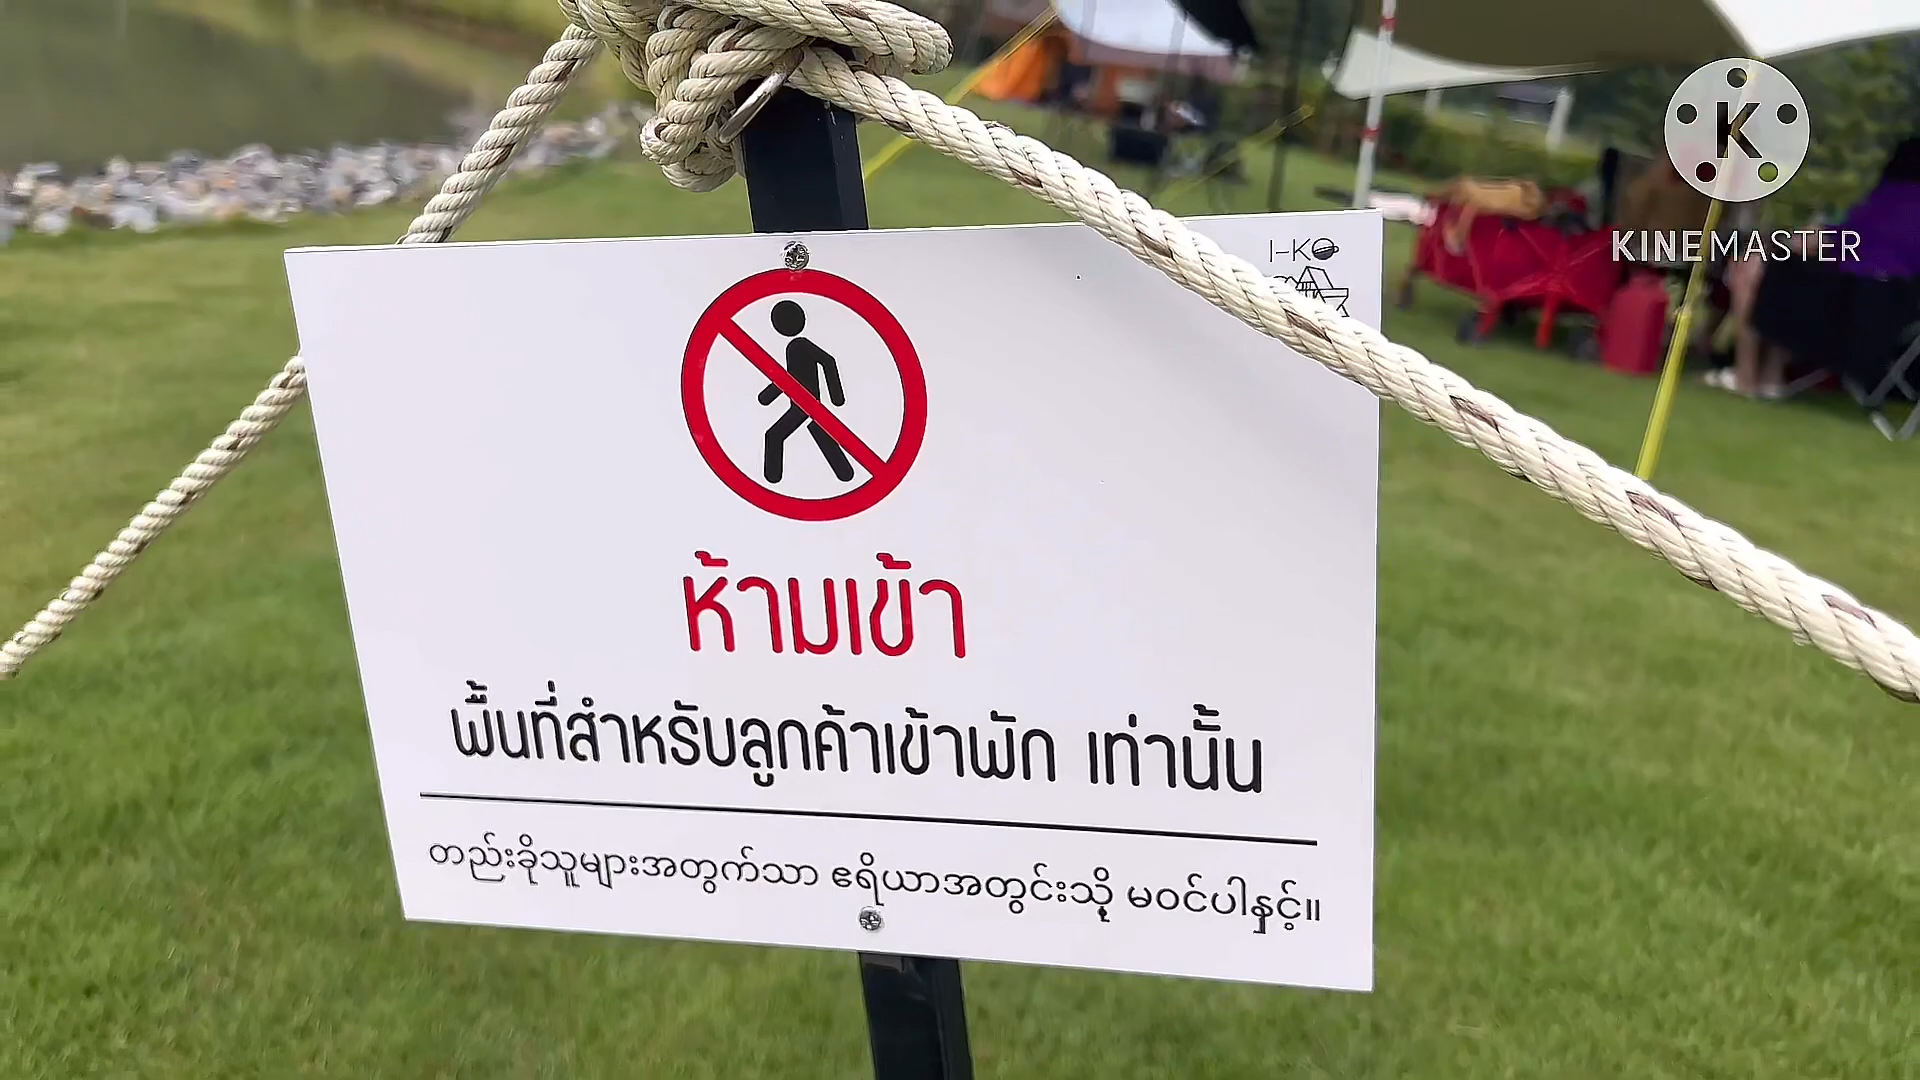 I-KO
K
KINEMASTER
ห้ามเข้า
พื้นที่สำหรับลูกค้าเข้าพัก เท่านั้น
တည်းခိုသူများအတွက်သာ ဧရိယာအတွင်းသို့ မဝင်ပါနှင့်။